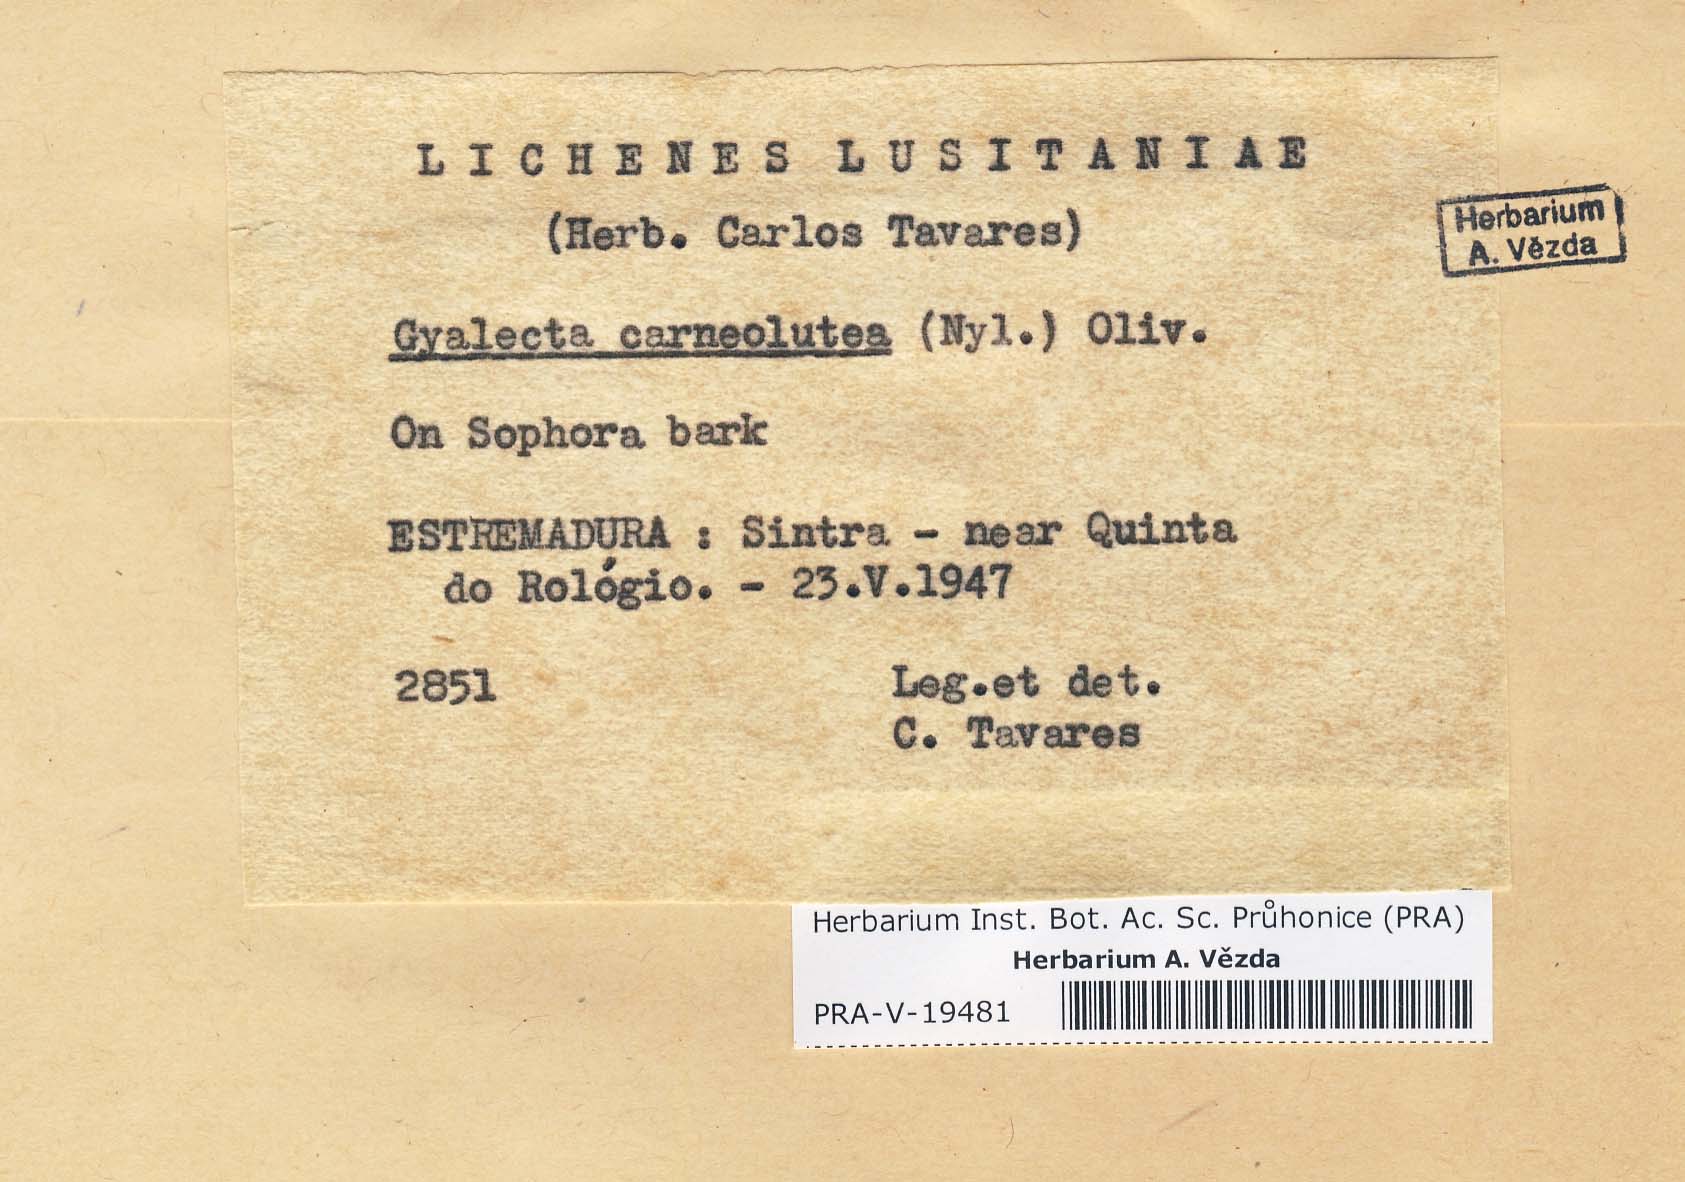 LICHENES LUSITANIAE
(Herb. Carlos Tavares)
Herbarium
A. Vězda
Gyalecta carneolutea (Nyl.) Oliv.
On Sophora bark
ESTREMADURA : Sintra - near Quinta
do Rológio. - 23.V.1947
2851
Leg.et det.
C. Tavares
Herbarium Inst. Bot. Ac. Sc. Průhonice (PRA)
Herbarium A. Vězda
PRA-V-19481